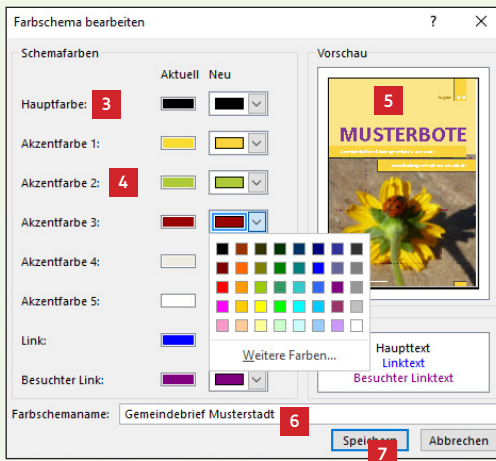 Farbschema bearbeiten ? ×
Schemafarben
Aktuell Neu
Hauptfarbe: 3
Akzentfarbe 1:
Akzentfarbe 2: 4
Akzentfarbe 3:
Akzentfarbe 4:
Akzentfarbe 5:
Link:
Besuchter Link:
Weitere Farben...
Vorschau
5
MUSTERBOTE
Haupttext
Linktext
Besuchter Linktext
Farbschemaname: Gemeindebrief Musterstadt 6
Speichern 7 Abbrechen